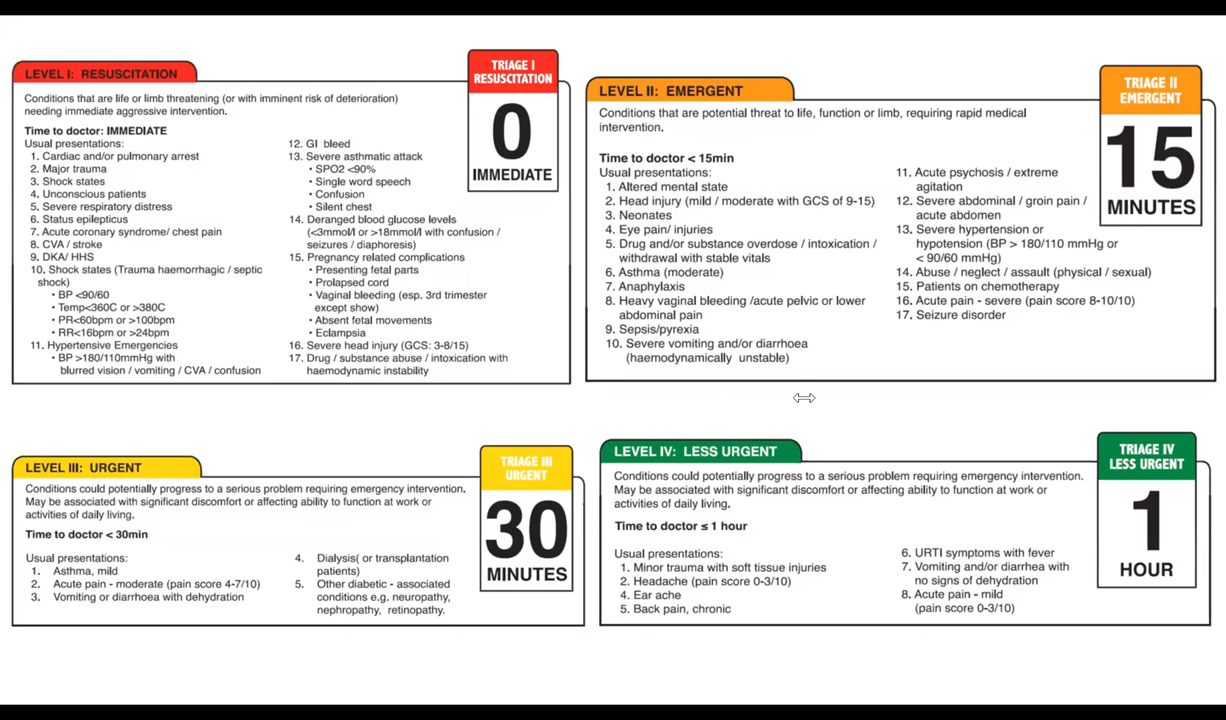 LEVEL I: RESUSCITATION
TRIAGE I
RESUSCITATION
0
IMMEDIATE
Conditions that are life or limb threatening (or with imminent risk of deterioration)
needing immediate aggressive intervention.
Time to doctor: IMMEDIATE
Usual presentations:
1. Cardiac and/or pulmonary arrest
2. Major trauma
3. Shock states
4. Unconscious patients
5. Severe respiratory distress
6. Status epilepticus
7. Acute coronary syndrome/ chest pain
8. CVA / stroke
9. DKA/ HHS
10. Shock states (Trauma haemorrhagic / septic
shock)
• BP <90/60
• Temp<360C or >380C
• PR<60bpm or >100bpm
• RR<16bpm or >24bpm
11. Hypertensive Emergencies
• BP >180/110mmHg with
blurred vision / vomiting / CVA / confusion
12. GI bleed
13. Severe asthmatic attack
• SPO2 <90%
• Single word speech
• Confusion
• Silent chest
14. Deranged blood glucose levels
(<3mmol/l or >18mmol/l with confusion /
seizures / diaphoresis)
15. Pregnancy related complications
• Presenting fetal parts
• Prolapsed cord
• Vaginal bleeding (esp. 3rd trimester
except show)
• Absent fetal movements
• Eclampsia
16. Severe head injury (GCS: 3-8/15)
17. Drug / substance abuse / intoxication with
haemodynamic instability
LEVEL II: EMERGENT
TRIAGE II
EMERGENT
15
MINUTES
Conditions that are potential threat to life, function or limb, requiring rapid medical
intervention.
Time to doctor < 15min
Usual presentations:
1. Altered mental state
2. Head injury (mild / moderate with GCS of 9-15)
3. Neonates
4. Eye pain/ injuries
5. Drug and/or substance overdose / intoxication /
withdrawal with stable vitals
6. Asthma (moderate)
7. Anaphylaxis
8. Heavy vaginal bleeding /acute pelvic or lower
abdominal pain
9. Sepsis/pyrexia
10. Severe vomiting and/or diarrhoea
(haemodynamically unstable)
11. Acute psychosis / extreme
agitation
12. Severe abdominal / groin pain /
acute abdomen
13. Severe hypertension or
hypotension (BP > 180/110 mmHg or
< 90/60 mmHg)
14. Abuse / neglect / assault (physical / sexual)
15. Patients on chemotherapy
16. Acute pain - severe (pain score 8-10/10)
17. Seizure disorder
LEVEL III: URGENT
TRIAGE III
URGENT
30
MINUTES
Conditions could potentially progress to a serious problem requiring emergency intervention.
May be associated with significant discomfort or affecting ability to function at work or
activities of daily living.
Time to doctor < 30min
Usual presentations:
1. Asthma, mild
2. Acute pain - moderate (pain score 4-7/10)
3. Vomiting or diarrhoea with dehydration
4. Dialysis( or transplantation
patients)
5. Other diabetic - associated
conditions e.g. neuropathy,
nephropathy, retinopathy.
LEVEL IV: LESS URGENT
TRIAGE IV
LESS URGENT
1
HOUR
Conditions could potentially progress to a serious problem requiring emergency intervention.
May be associated with significant discomfort or affecting ability to function at work or
activities of daily living.
Time to doctor ≤ 1 hour
Usual presentations:
1. Minor trauma with soft tissue injuries
2. Headache (pain score 0-3/10)
4. Ear ache
5. Back pain, chronic
6. URTI symptoms with fever
7. Vomiting and/or diarrhoea with
no signs of dehydration
8. Acute pain - mild
(pain score 0-3/10)